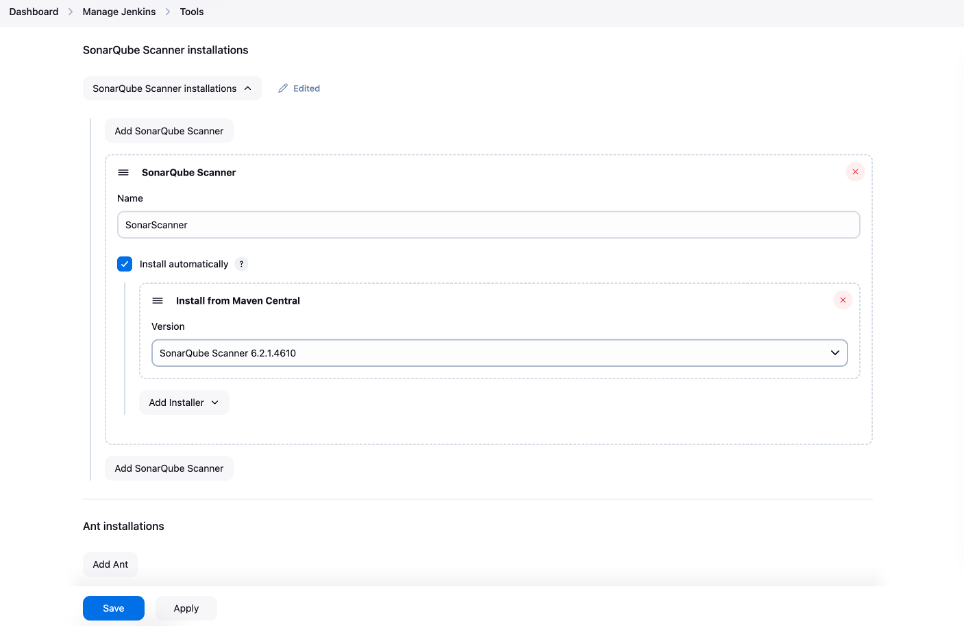 Dashboard > Manage Jenkins > Tools
SonarQube Scanner installations
SonarQube Scanner installations
Edited
Add SonarQube Scanner
SonarQube Scanner
Name
SonarScanner
Install automatically ?
Install from Maven Central
Version
SonarQube Scanner 6.2.1.4610
Add Installer
Add SonarQube Scanner
Ant installations
Add Ant
Save Apply